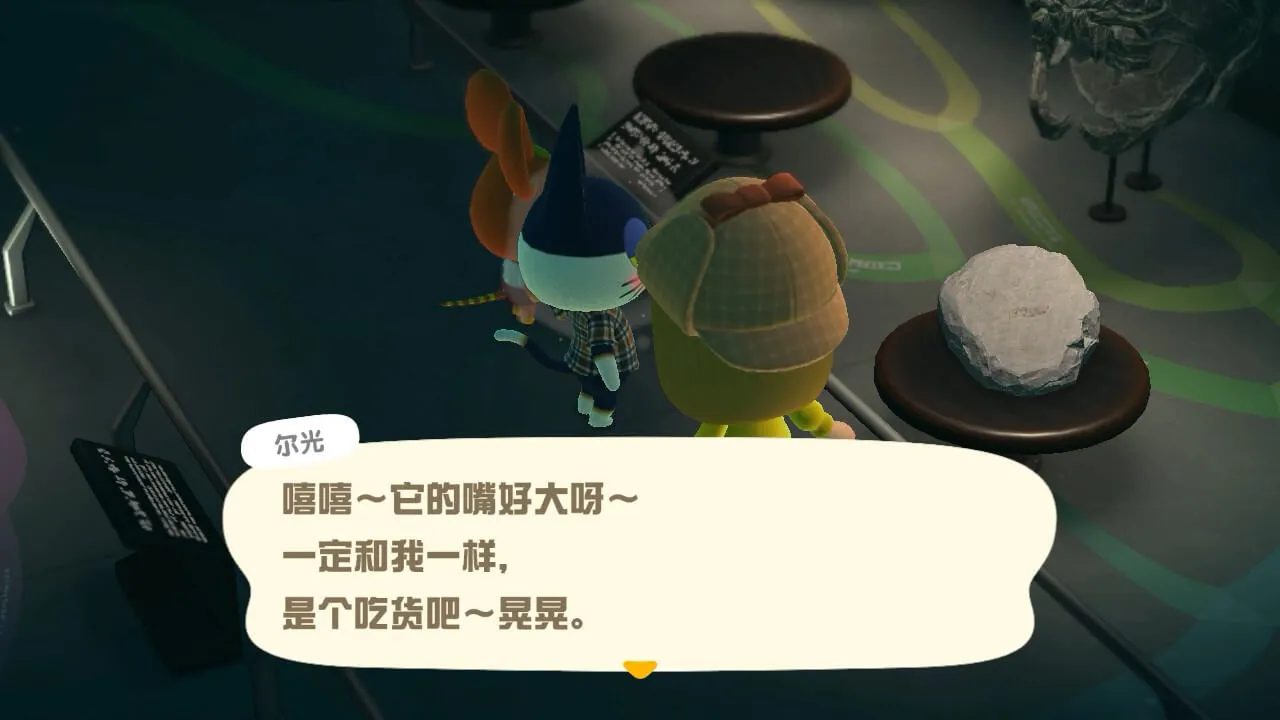 尔光
嘻嘻～它的嘴好大呀～
一定和我一样，
是个吃货吧～晃晃。